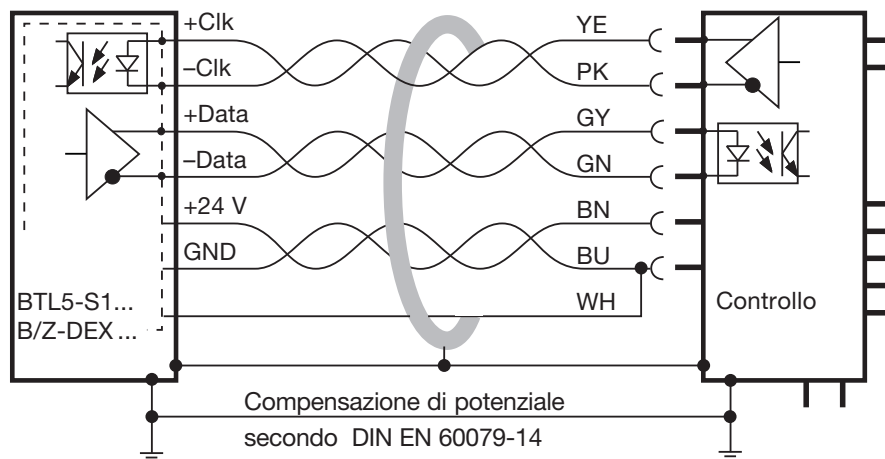 +Clk
YE
–Clk
PK
+Data
GY
–Data
GN
+24 V
BN
GND
BU
WH
BTL5-S1...
B/Z-DEX ...
Controllo
Compensazione di potenziale
secondo DIN EN 60079-14